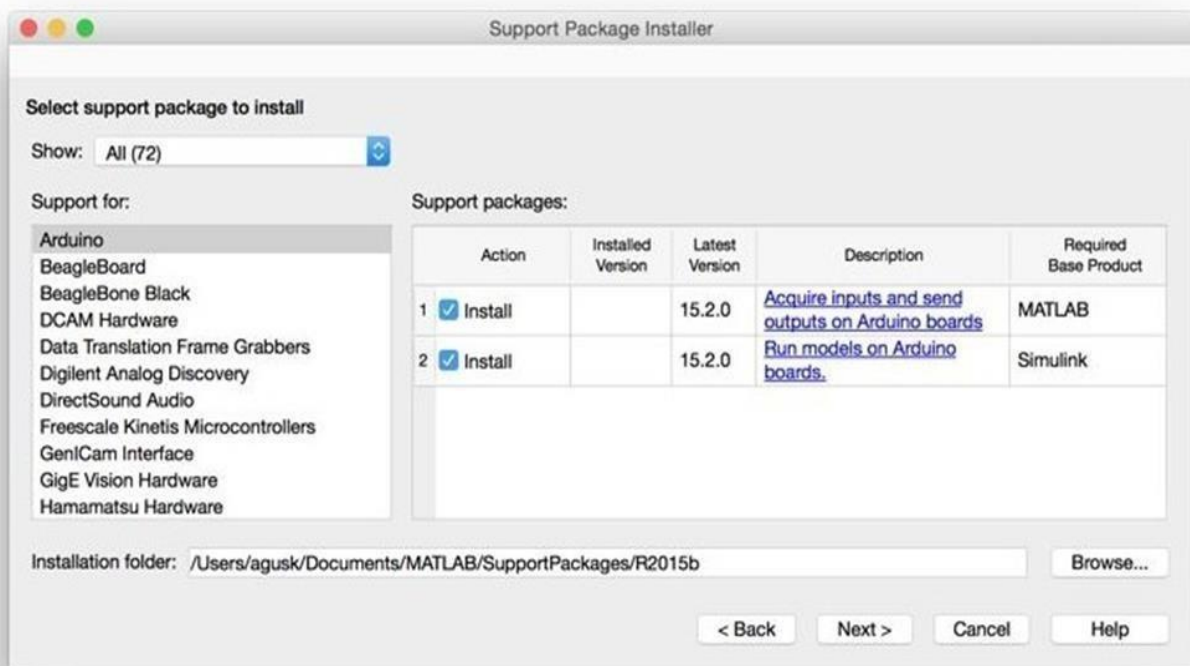 Support Package Installer
Select support package to install
Show: All (72)
Support for:
Arduino
BeagleBoard
BeagleBone Black
DCAM Hardware
Data Translation Frame Grabbers
Digilent Analog Discovery
DirectSound Audio
Freescale Kinetis Microcontrollers
GenICam Interface
GigE Vision Hardware
Hamamatsu Hardware
Support packages:
Action Installed Version Latest Version Description Required Base Product
1 Install 15.2.0 Acquire inputs and send outputs on Arduino boards MATLAB
2 Install 15.2.0 Run models on Arduino boards. Simulink
Installation folder: /Users/agusk/Documents/MATLAB/SupportPackages/R2015b Browse...
< Back Next > Cancel Help